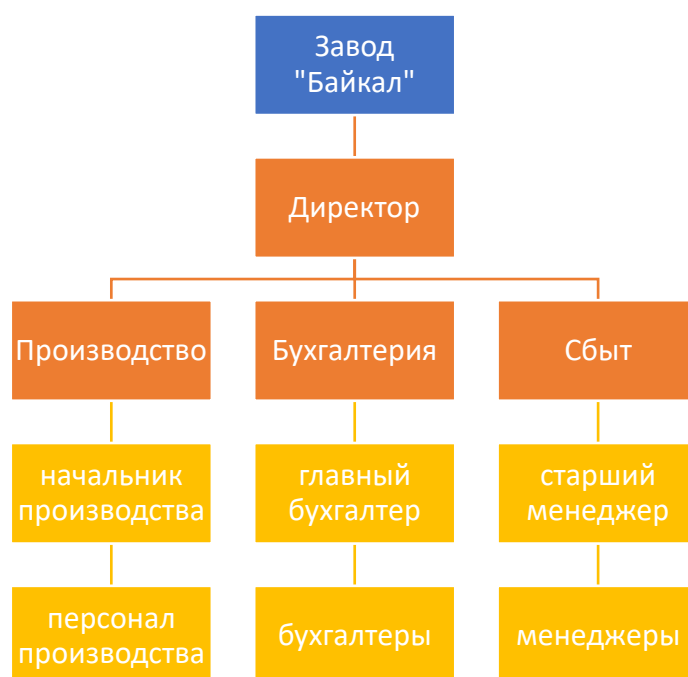 Завод
"Байкал"
Директор
Производство
Бухгалтерия
Сбыт
начальник
производства
главный
бухгалтер
старший
менеджер
персонал
производства
бухгалтеры
менеджеры